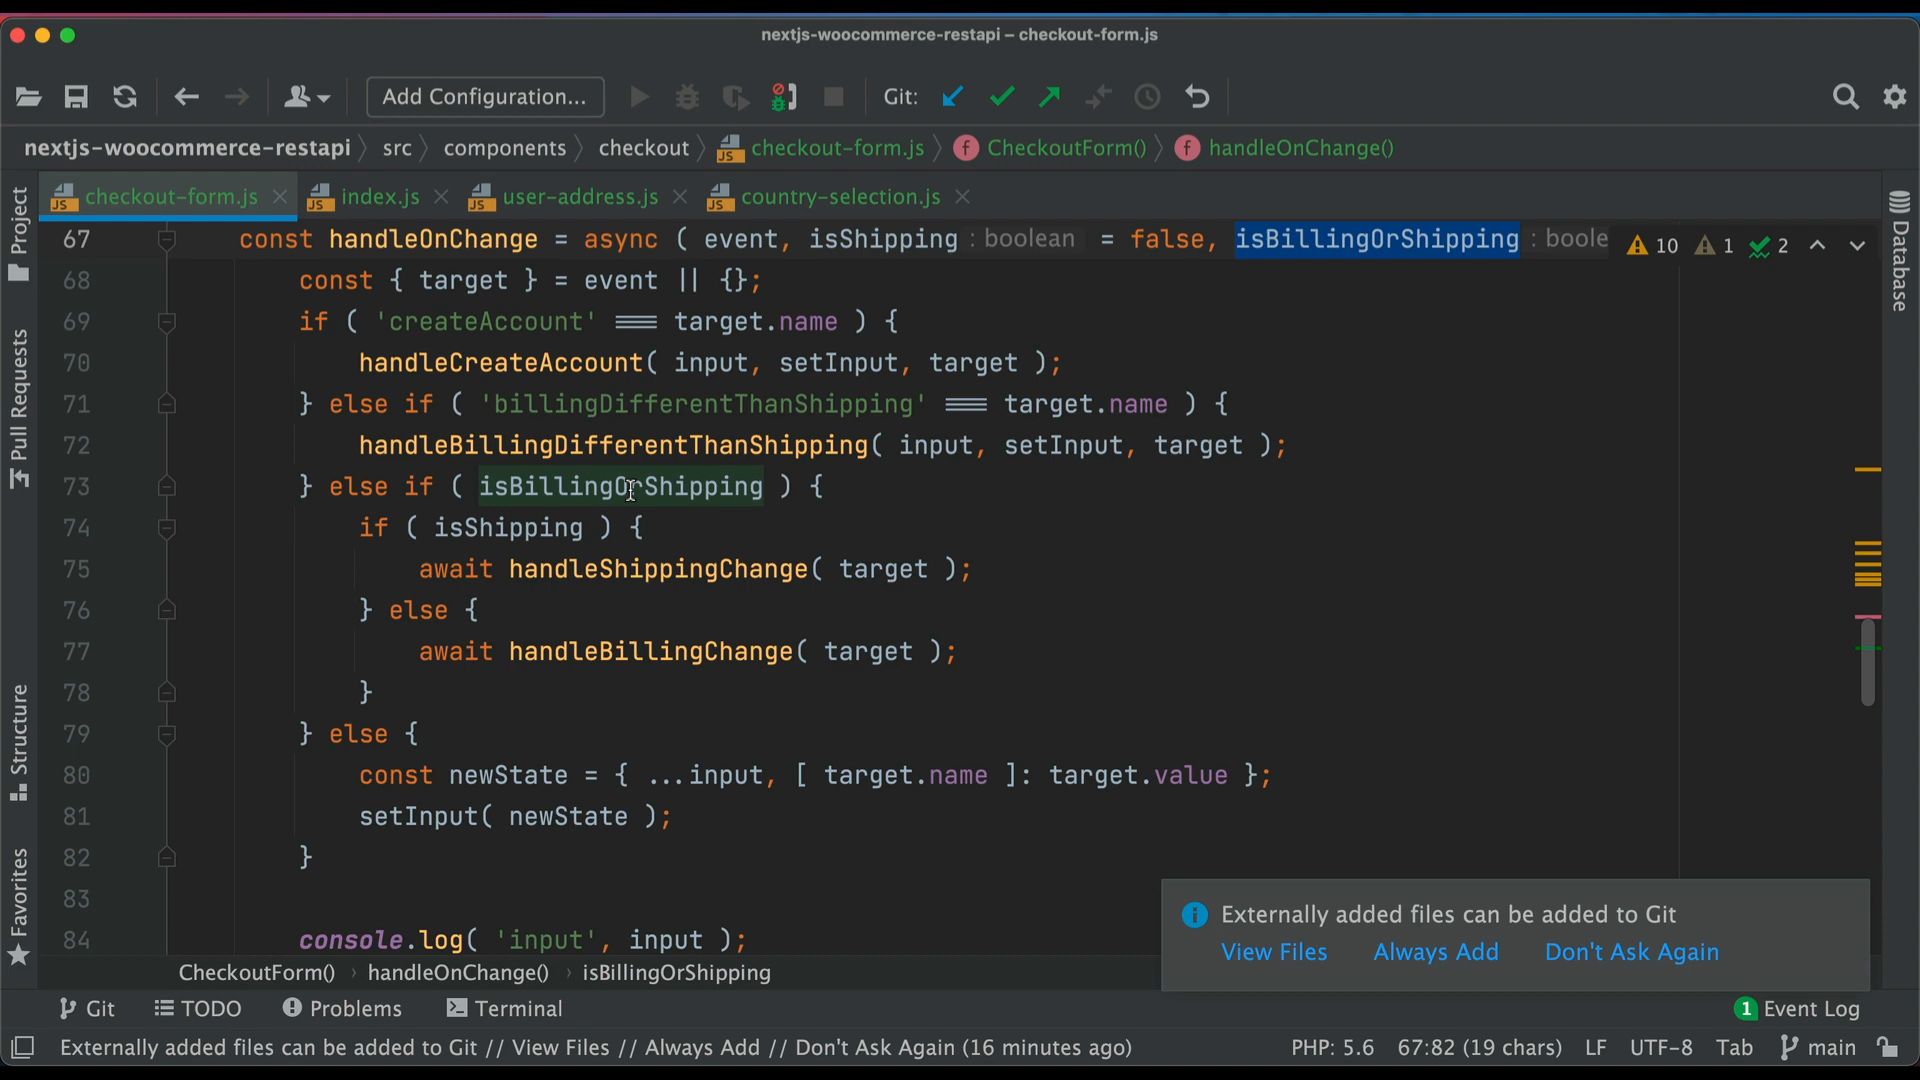 nextjs-woocommerce-restapi – checkout-form.js
Add Configuration... Git:
nextjs-woocommerce-restapi 〉 src 〉 components 〉 checkout 〉 JS checkout-form.js 〉 f CheckoutForm() 〉 f handleOnChange()
JS checkout-form.js × JS index.js × JS user-address.js × JS country-selection.js ×
Project
Pull Requests
Structure
Favorites
Database
10 1 2
67 const handleOnChange = async ( event, isShipping : boolean = false, isBillingOrShipping : boole
68 const { target } = event || {};
69 if ( 'createAccount' === target.name ) {
70 handleCreateAccount( input, setInput, target );
71 } else if ( 'billingDifferentThanShipping' === target.name ) {
72 handleBillingDifferentThanShipping( input, setInput, target );
73 } else if ( isBillingOrShipping ) {
74 if ( isShipping ) {
75 await handleShippingChange( target );
76 } else {
77 await handleBillingChange( target );
78 }
79 } else {
80 const newState = { ...input, [ target.name ]: target.value };
81 setInput( newState );
82 }
83
84 console.log( 'input', input );
Externally added files can be added to Git
View Files Always Add Don't Ask Again
CheckoutForm() › handleOnChange() › isBillingOrShipping
Git TODO Problems Terminal 1 Event Log
Externally added files can be added to Git // View Files // Always Add // Don't Ask Again (16 minutes ago) PHP: 5.6 67:82 (19 chars) LF UTF-8 Tab main